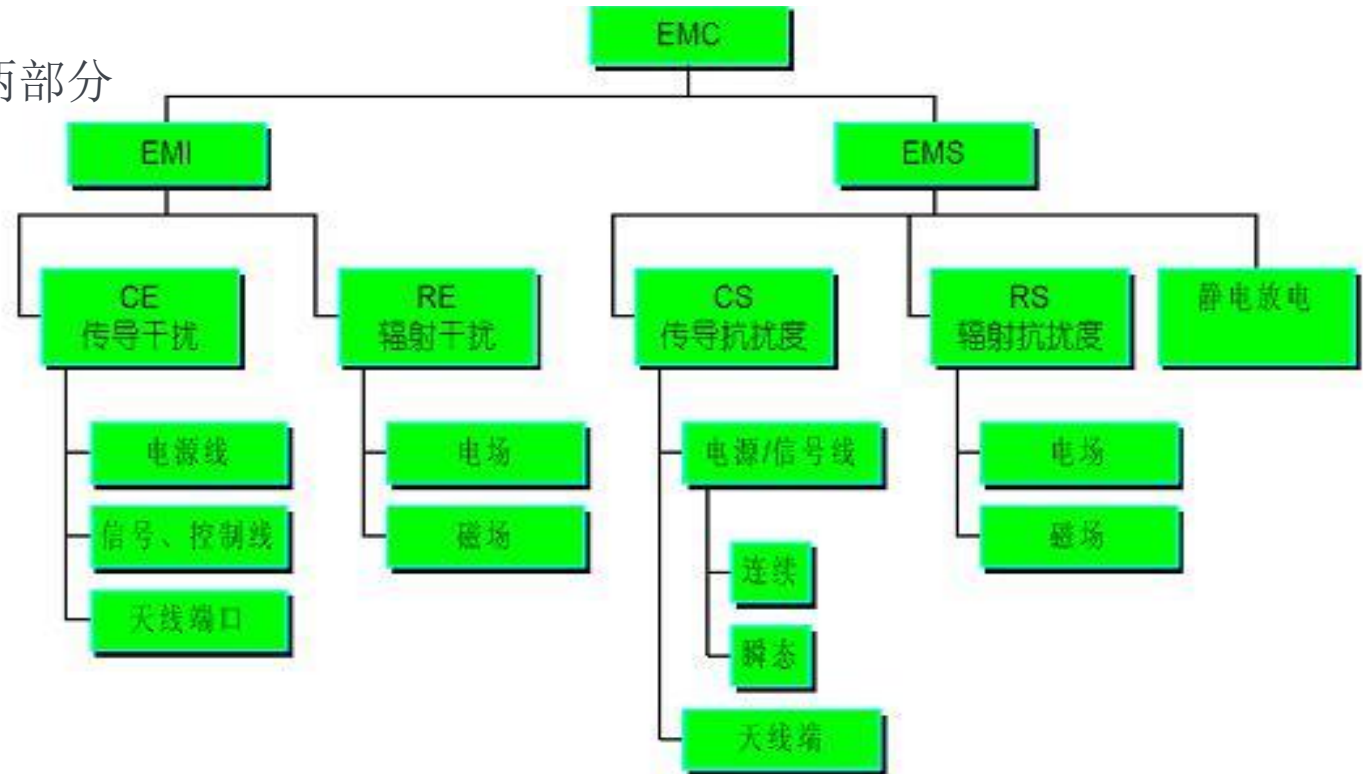 EMC
两部分
EMI
EMS
CE
传导干扰
RE
辐射干扰
CS
传导抗扰度
RS
辐射抗扰度
静电放电
电源线
电场
电源/信号线
电场
信号、控制线
磁场
磁场
连续
天线端口
瞬态
天线端